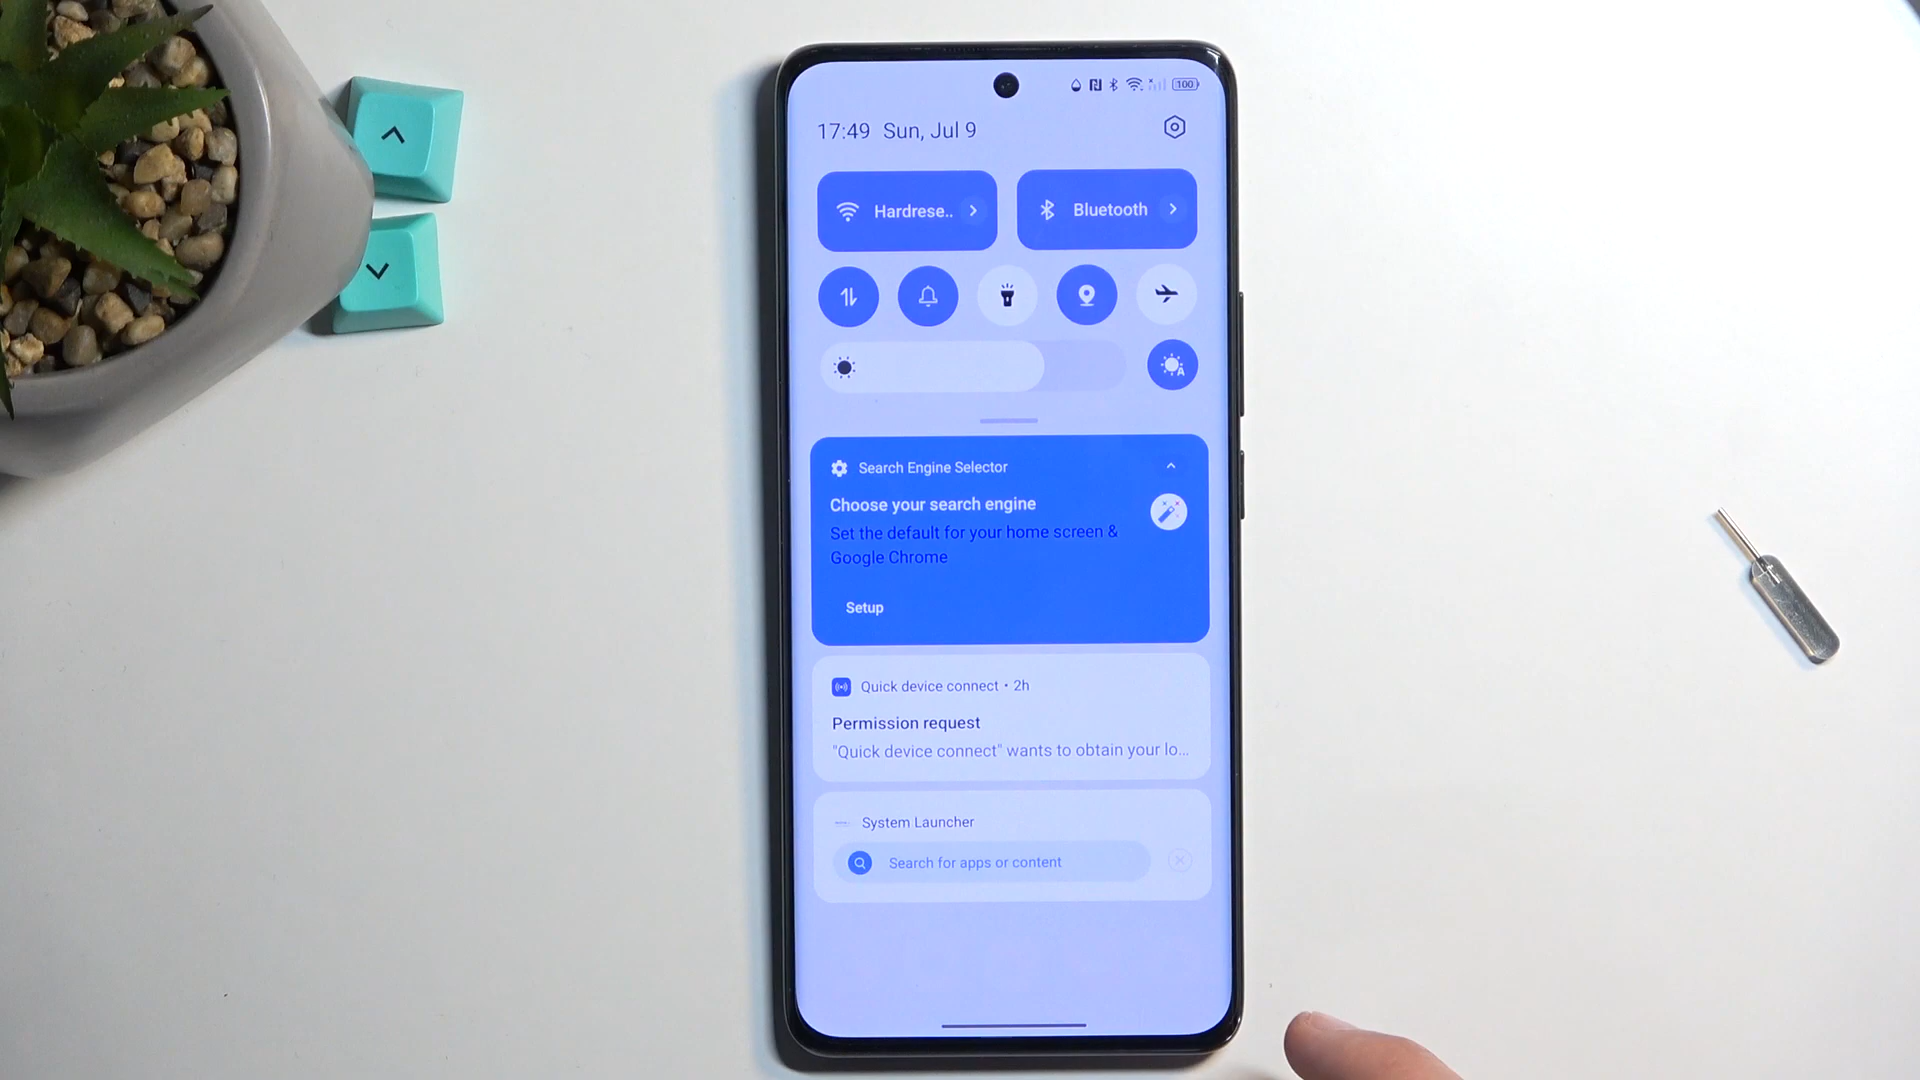 100
17:49 Sun, Jul 9
Hardrese.. Bluetooth
A
Search Engine Selector
Choose your search engine
Set the default for your home screen &
Google Chrome
Setup
Quick device connect • 2h
Permission request
"Quick device connect" wants to obtain your lo...
System Launcher
Search for apps or content